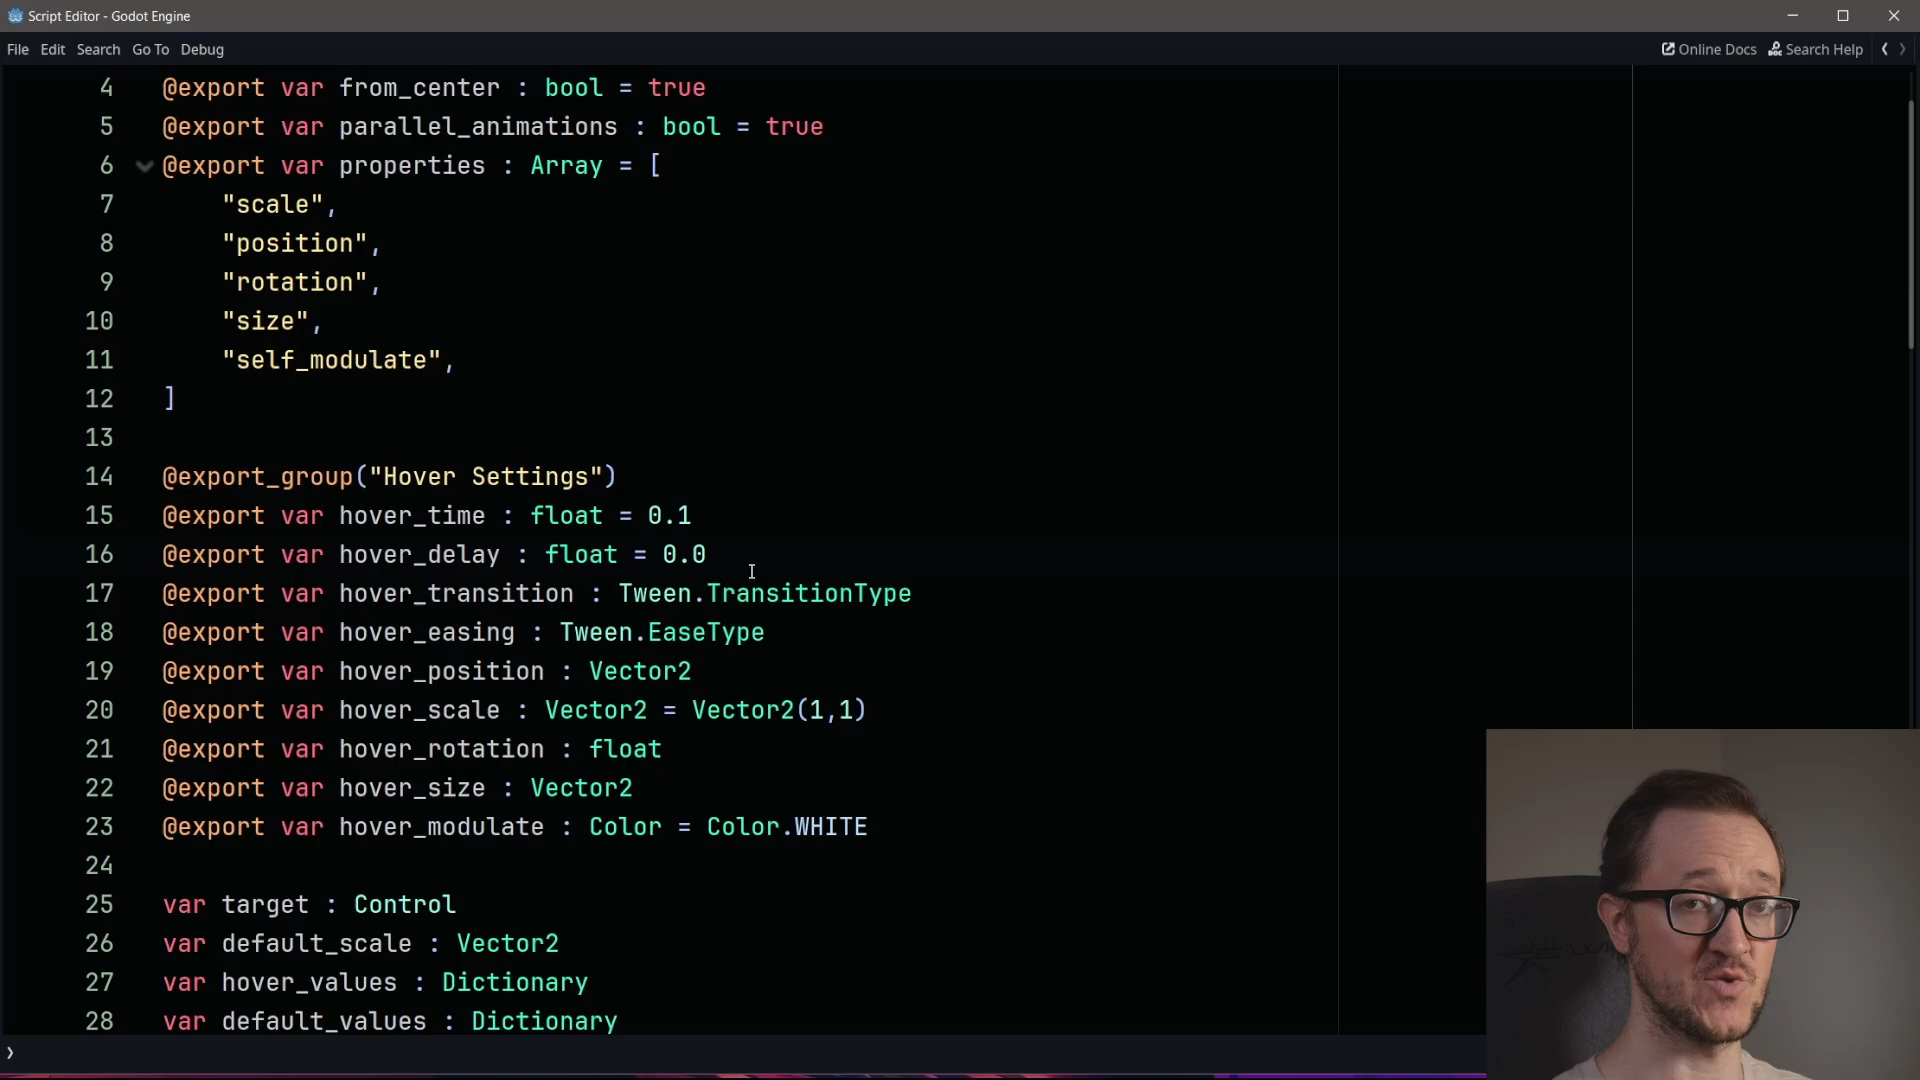 Script Editor - Godot Engine
File Edit Search Go To Debug
Online Docs Search Help
4 @export var from_center : bool = true
5 @export var parallel_animations : bool = true
6 @export var properties : Array = [
7 "scale",
8 "position",
9 "rotation",
10 "size",
11 "self_modulate",
12 ]
13
14 @export_group("Hover Settings")
15 @export var hover_time : float = 0.1
16 @export var hover_delay : float = 0.0
17 @export var hover_transition : Tween.TransitionType
18 @export var hover_easing : Tween.EaseType
19 @export var hover_position : Vector2
20 @export var hover_scale : Vector2 = Vector2(1,1)
21 @export var hover_rotation : float
22 @export var hover_size : Vector2
23 @export var hover_modulate : Color = Color.WHITE
24
25 var target : Control
26 var default_scale : Vector2
27 var hover_values : Dictionary
28 var default_values : Dictionary